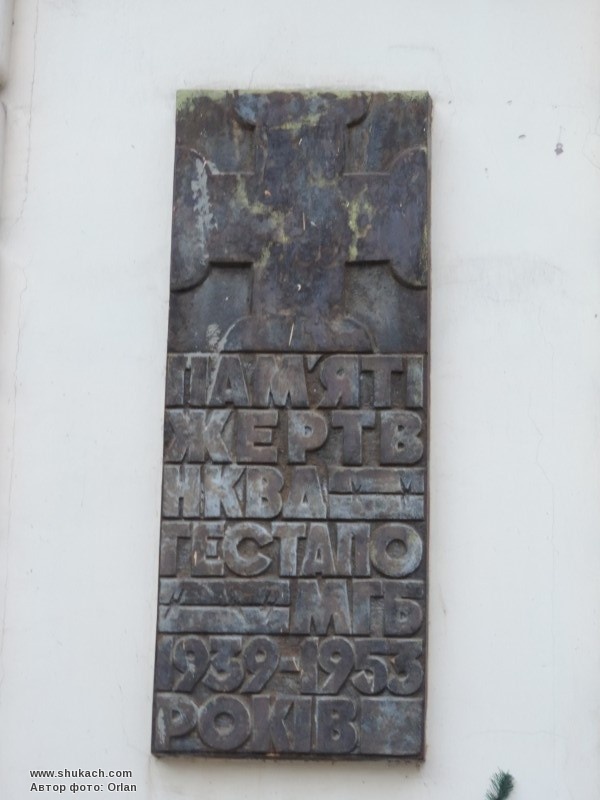 ПАМ'ЯТІ
ЖЕРТВ
НКВД
ГЕСТАПО
МГБ
1939-1953
РОКІВ
www.shukach.com
Автор фото: Orlan